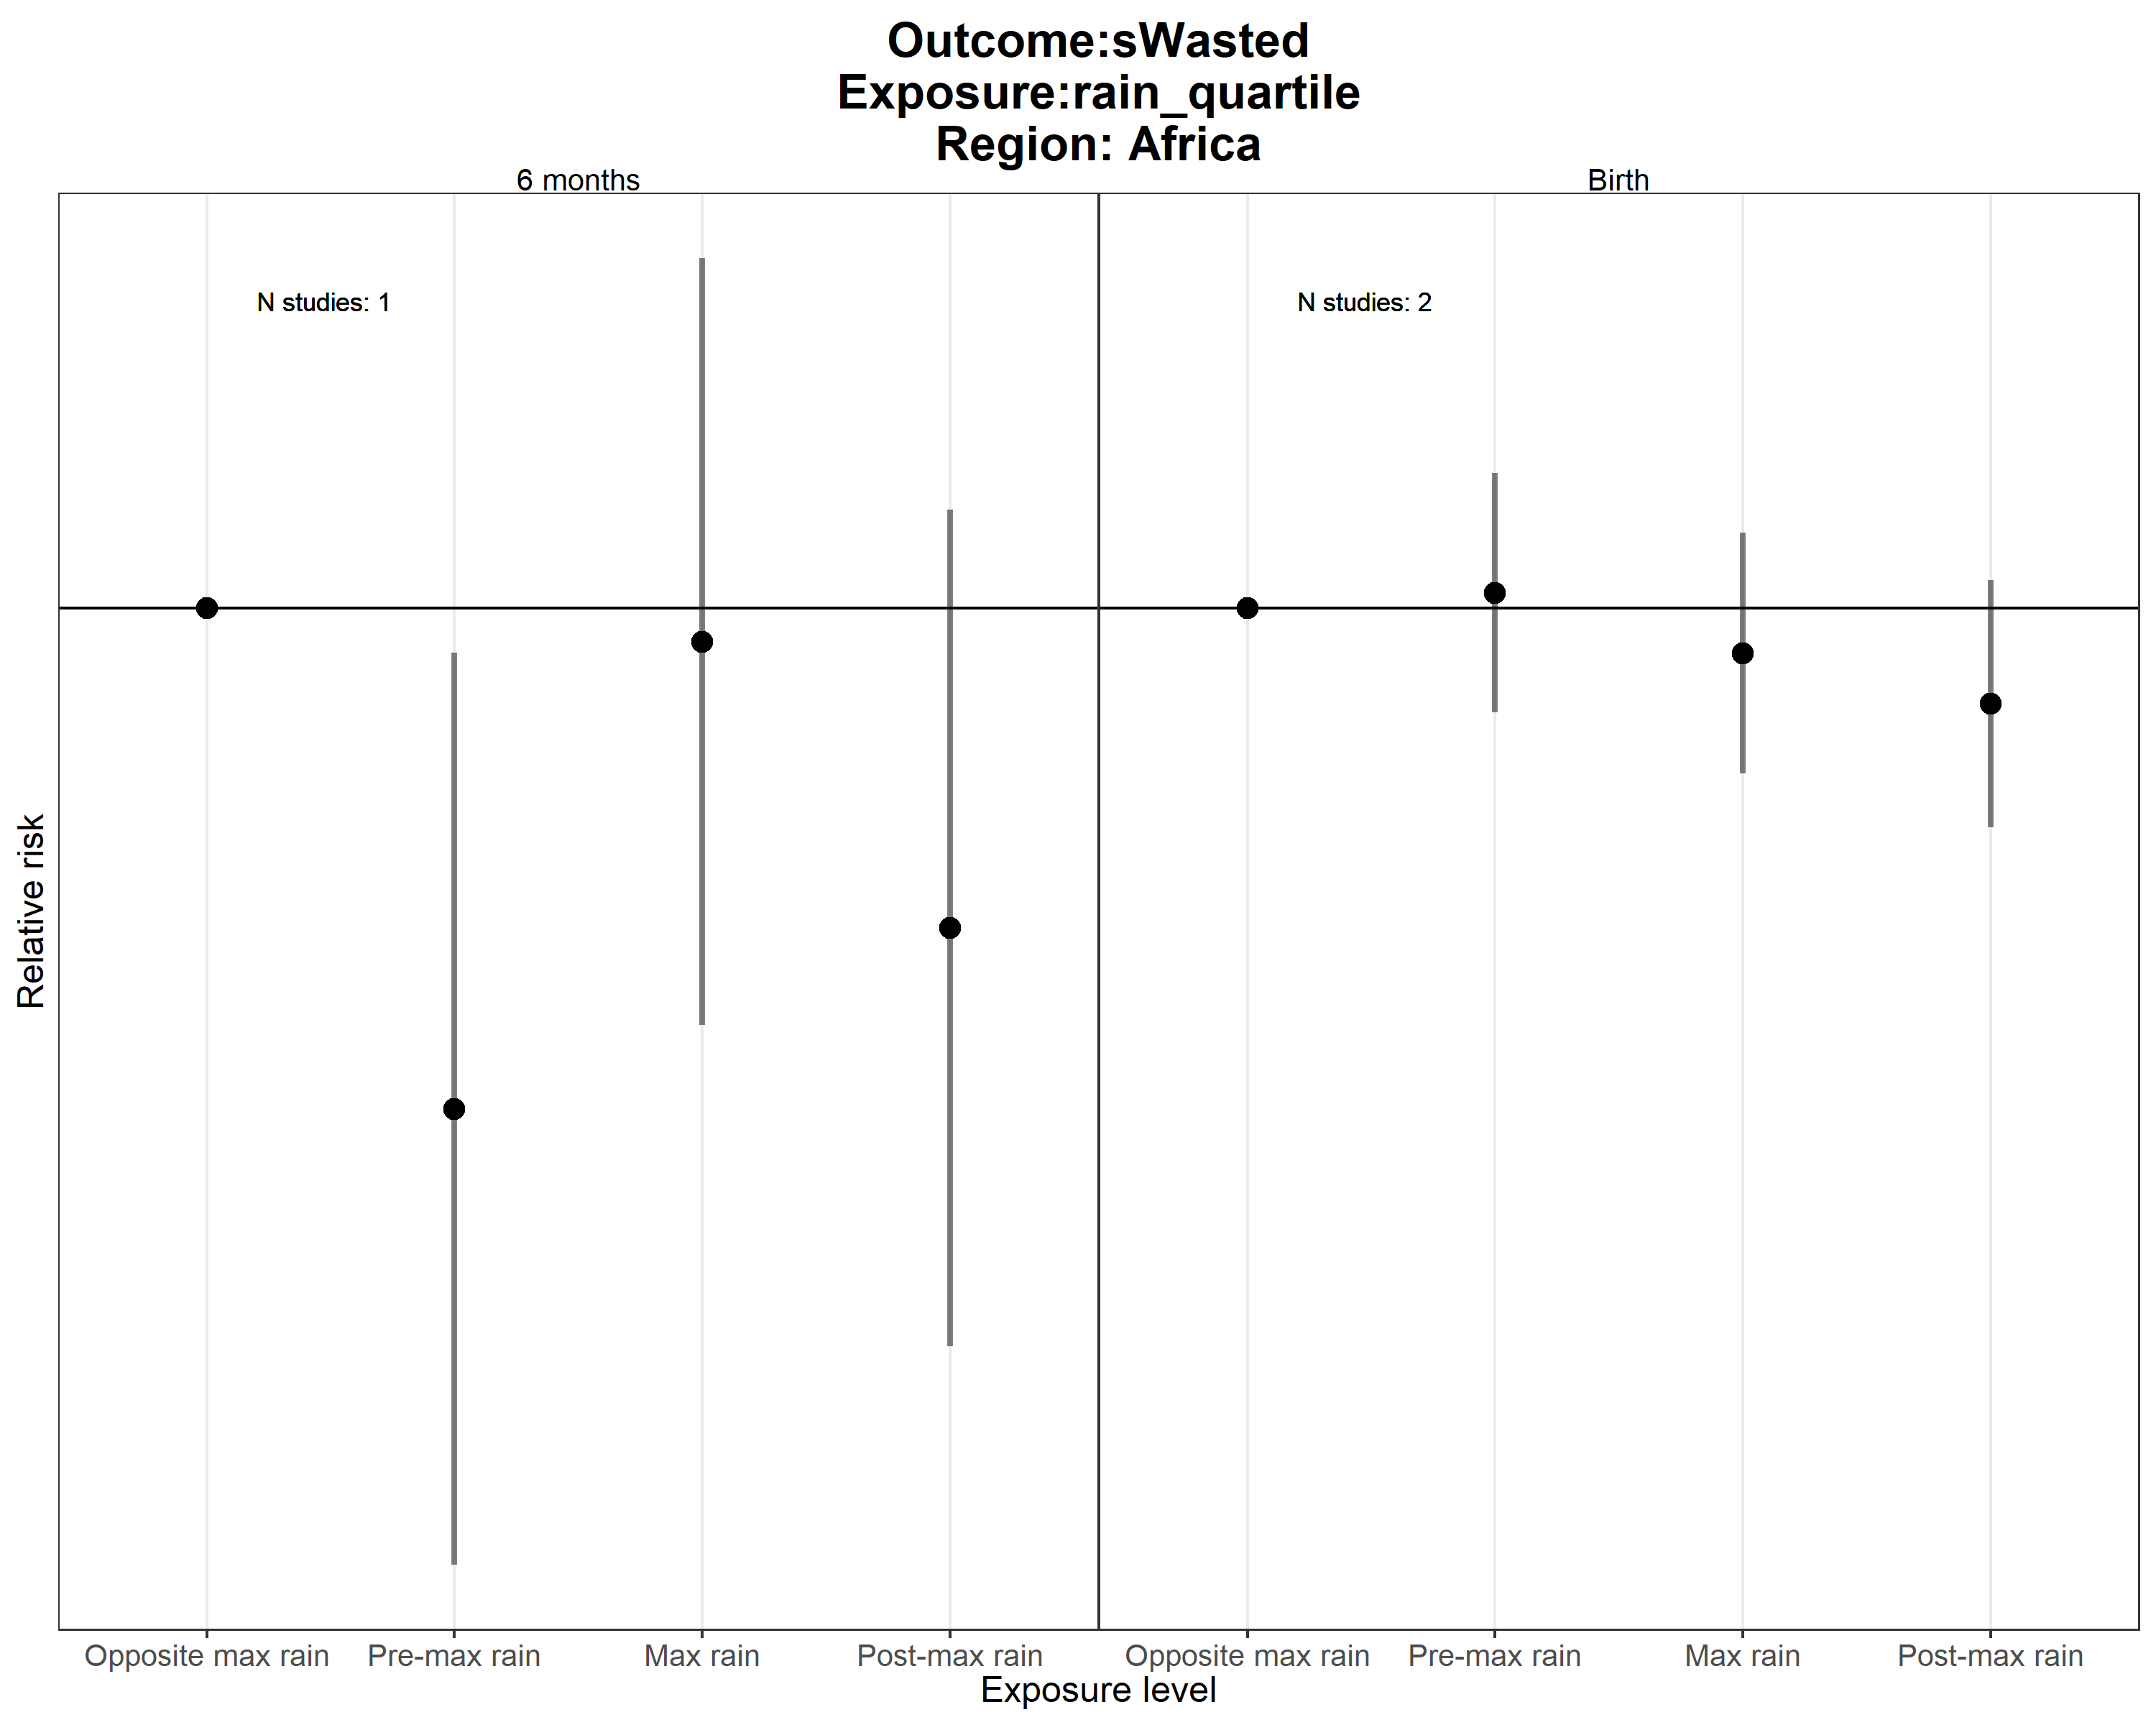 Outcome:sWasted
Exposure:rain_quartile
Region: Africa
6 months
Birth
N studies: 1
N studies: 2
Relative risk
Opposite max rain
Pre-max rain
Max rain
Post-max rain
Opposite max rain
Pre-max rain
Max rain
Post-max rain
Exposure level